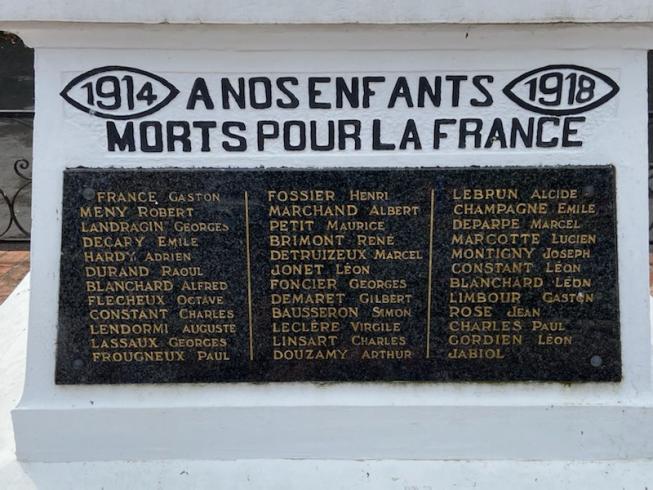 1914 A NOS ENFANTS 1918
MORTS POUR LA FRANCE
FRANCE GASTON
MENY ROBERT
LANDRAGIN GEORGES
DECARY EMILE
HARDY ADRIEN
DURAND RAOUL
BLANCHARD ALFRED
FLECHEUX OCTAVE
CONSTANT CHARLES
LENDORMI AUGUSTE
LASSAUX GEORGES
FROUGNEUX PAUL
FOSSIER HENRI
MARCHAND ALBERT
PETIT MAURICE
BRIMONT RENÉ
DETRUIZEUX MARCEL
JONET LÉON
FONCIER GEORGES
DEMARET GILBERT
BAUSSERON SIMON
LECLÈRE VIRGILE
LINSART CHARLES
DOUZAMY ARTHUR
LEBRUN ALCIDE
CHAMPAGNE EMILE
DEPARPE MARCEL
MARCOTTE LUCIEN
MONTIGNY JOSEPH
CONSTANT LÉON
BLANCHARD LÉON
LIMBOUR GASTON
ROSE JEAN
CHARLES PAUL
GORDIEN LÉON
JABIOL